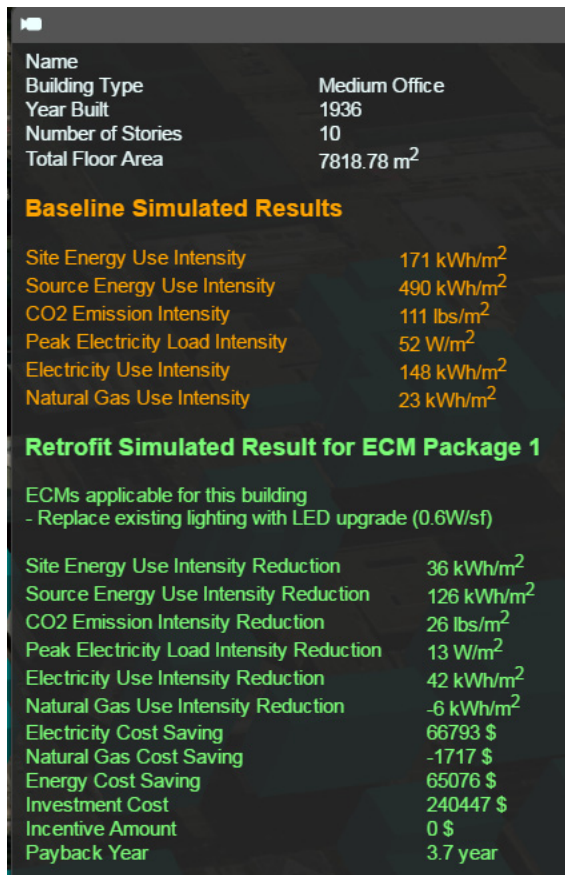 Name
Building Type Medium Office
Year Built 1936
Number of Stories 10
Total Floor Area 7818.78 m2
Baseline Simulated Results
Site Energy Use Intensity 171 kWh/m2
Source Energy Use Intensity 490 kWh/m2
CO2 Emission Intensity 111 lbs/m2
Peak Electricity Load Intensity 52 W/m2
Electricity Use Intensity 148 kWh/m2
Natural Gas Use Intensity 23 kWh/m2
Retrofit Simulated Result for ECM Package 1
ECMs applicable for this building
- Replace existing lighting with LED upgrade (0.6W/sf)
Site Energy Use Intensity Reduction 36 kWh/m2
Source Energy Use Intensity Reduction 126 kWh/m2
CO2 Emission Intensity Reduction 26 lbs/m2
Peak Electricity Load Intensity Reduction 13 W/m2
Electricity Use Intensity Reduction 42 kWh/m2
Natural Gas Use Intensity Reduction -6 kWh/m2
Electricity Cost Saving 66793 $
Natural Gas Cost Saving -1717 $
Energy Cost Saving 65076 $
Investment Cost 240447 $
Incentive Amount 0 $
Payback Year 3.7 year